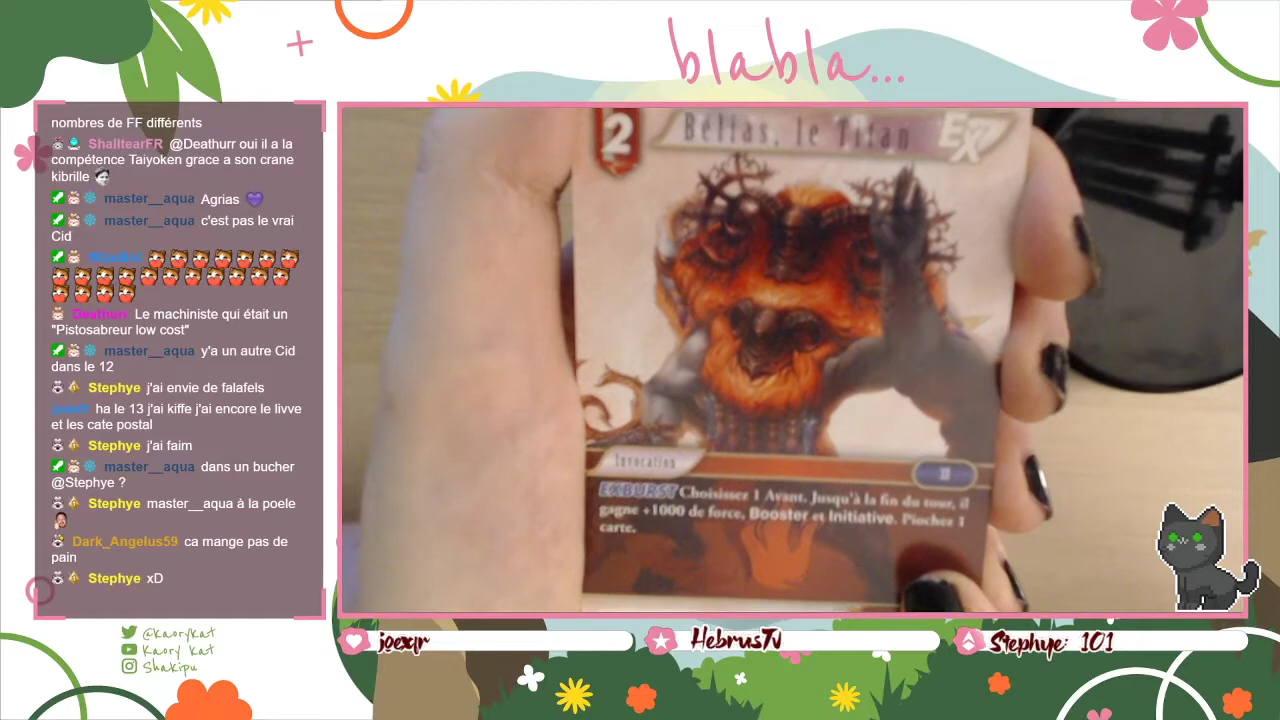 blabla...
nombres de FF différents
ShalltearFR @Deathurr oui il a la
compétence Taiyoken grace a son crane
kibrille
master__aqua Agrias
master__aqua c'est pas le vrai
Cid
Deathurr Le machiniste qui était un
"Pistosabreur low cost"
master__aqua y'a un autre Cid
dans le 12
Stephye j'ai envie de falafels
ha le 13 j'ai kiffe j'ai encore le livve
et les cate postal
Stephye j'ai faim
master__aqua dans un bucher
@Stephye ?
Stephye master__aqua à la poele
Dark_Angelus59 ca mange pas de
pain
Stephye xD
@kaorykat
Kaory Kat
Shakipu
2 Bélias, le Titan EX
Invocation
EXBURST Choisissez 1 Avant. Jusqu'à la fin du tour, il
gagne +1000 de force, Booster et Initiative. Piochez 1
carte.
joexjr
HebrusTV
Stephye: 101